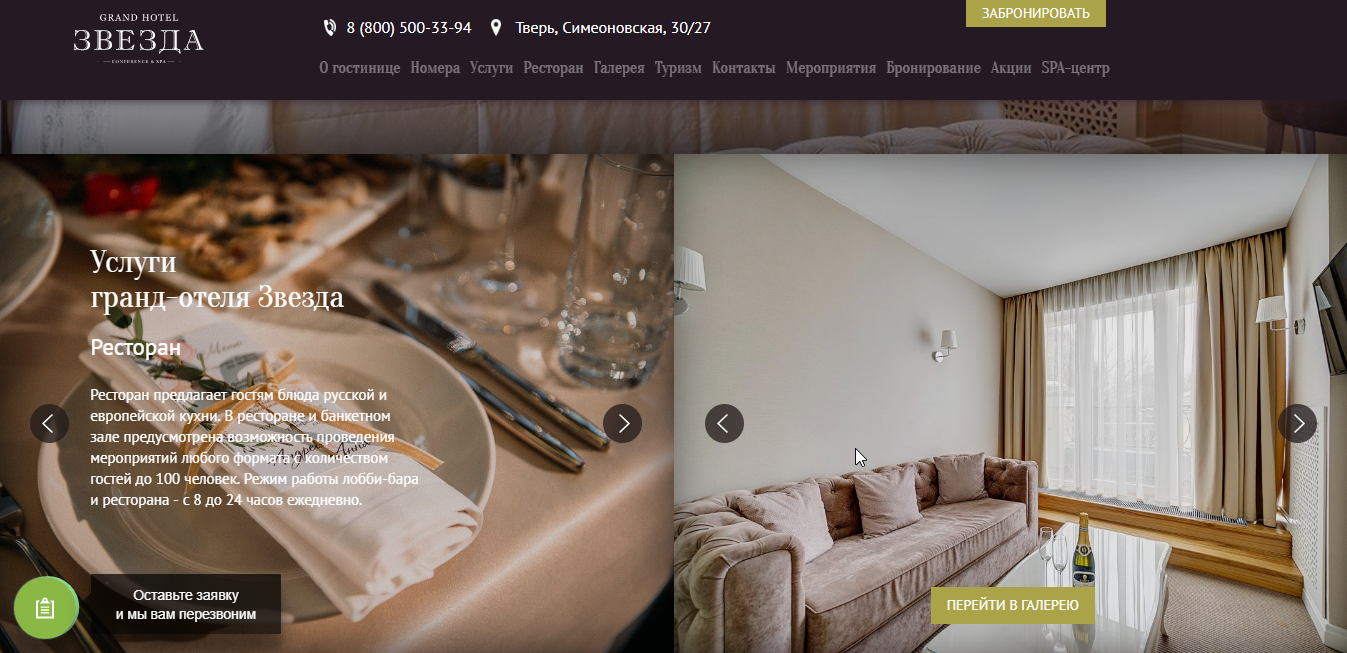 GRAND HOTEL
ЗВЕЗДА
CONFERENCE & SPA
8 (800) 500-33-94
Тверь, Симеоновская, 30/27
ЗАБРОНИРОВАТЬ
О гостинице Номера Услуги Ресторан Галерея Туризм Контакты Мероприятия Бронирование Акции SPA-центр
Услуги
гранд-отеля Звезда
Ресторан
Ресторан предлагает гостям блюда русской и
европейской кухни. В ресторане и банкетном
зале предусмотрена возможность проведения
мероприятий любого формата с количеством
гостей до 100 человек. Режим работы лобби-бара
и ресторана - с 8 до 24 часов ежедневно.
Оставьте заявку
и мы вам перезвоним
ПЕРЕЙТИ В ГАЛЕРЕЮ